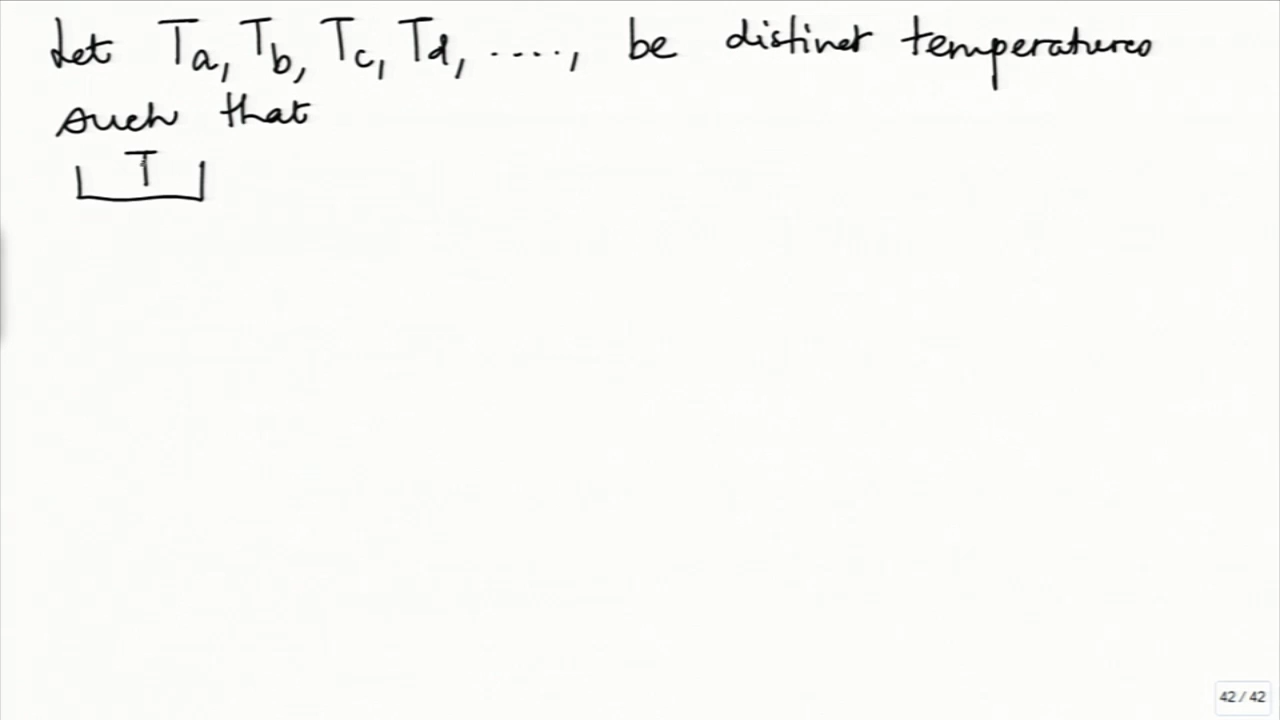 Let Ta, Tb, Tc, Td, ...., be distinct temperatures
such that
T
42 / 42